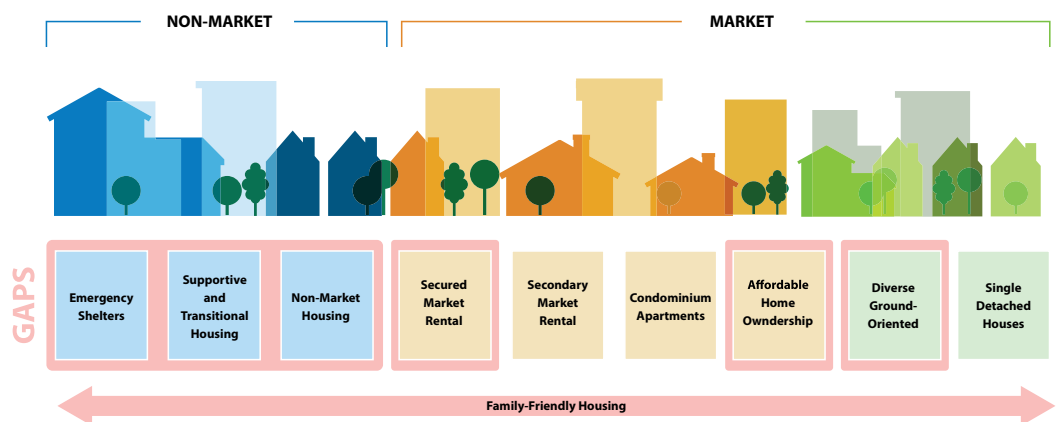 NON-MARKET
MARKET
GAPS
Emergency
Shelters
Supportive
and
Transitional
Housing
Non-Market
Housing
Secured
Market
Rental
Secondary
Market
Rental
Condominium
Apartments
Affordable
Home
Owndership
Diverse
Ground-
Oriented
Single
Detached
Houses
Family-Friendly Housing